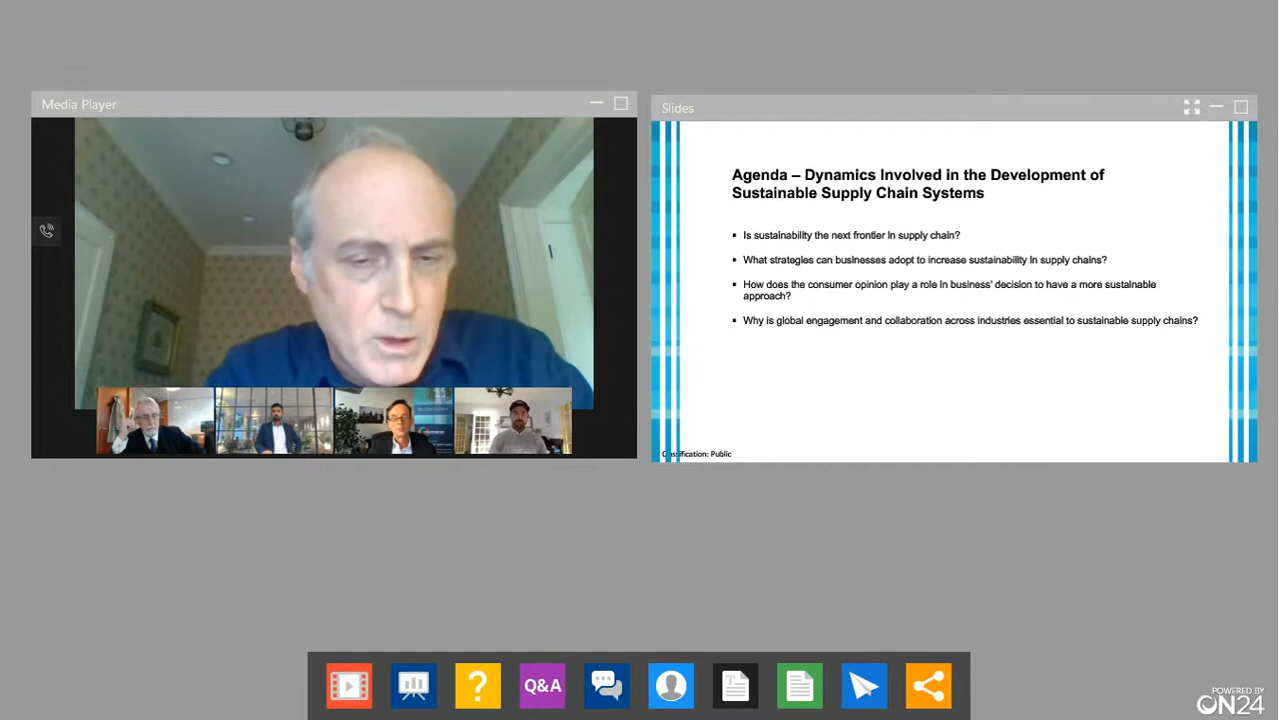 Media Player
Slides
Agenda – Dynamics Involved in the Development of
Sustainable Supply Chain Systems
▪ Is sustainability the next frontier in supply chain?
▪ What strategies can businesses adopt to increase sustainability in supply chains?
▪ How does the consumer opinion play a role in business' decision to have a more sustainable
approach?
▪ Why is global engagement and collaboration across industries essential to sustainable supply chains?
Classification: Public
?
Q&A
T
POWERED BY
ON24